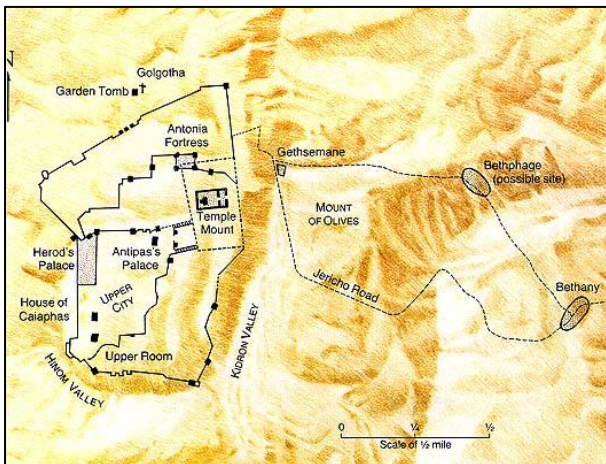 N
Golgotha
Garden Tomb
Antonia
Fortress
Gethsemane
Bethphage
(possible site)
Temple
Mount
MOUNT
OF OLIVES
Herod's
Palace
Antipas's
Palace
Jericho Road
Bethany
House of
Caiaphas
UPPER
CITY
Upper Room
KIDRON VALLEY
HINOM VALLEY
0 ¼ ½
Scale of ½ mile